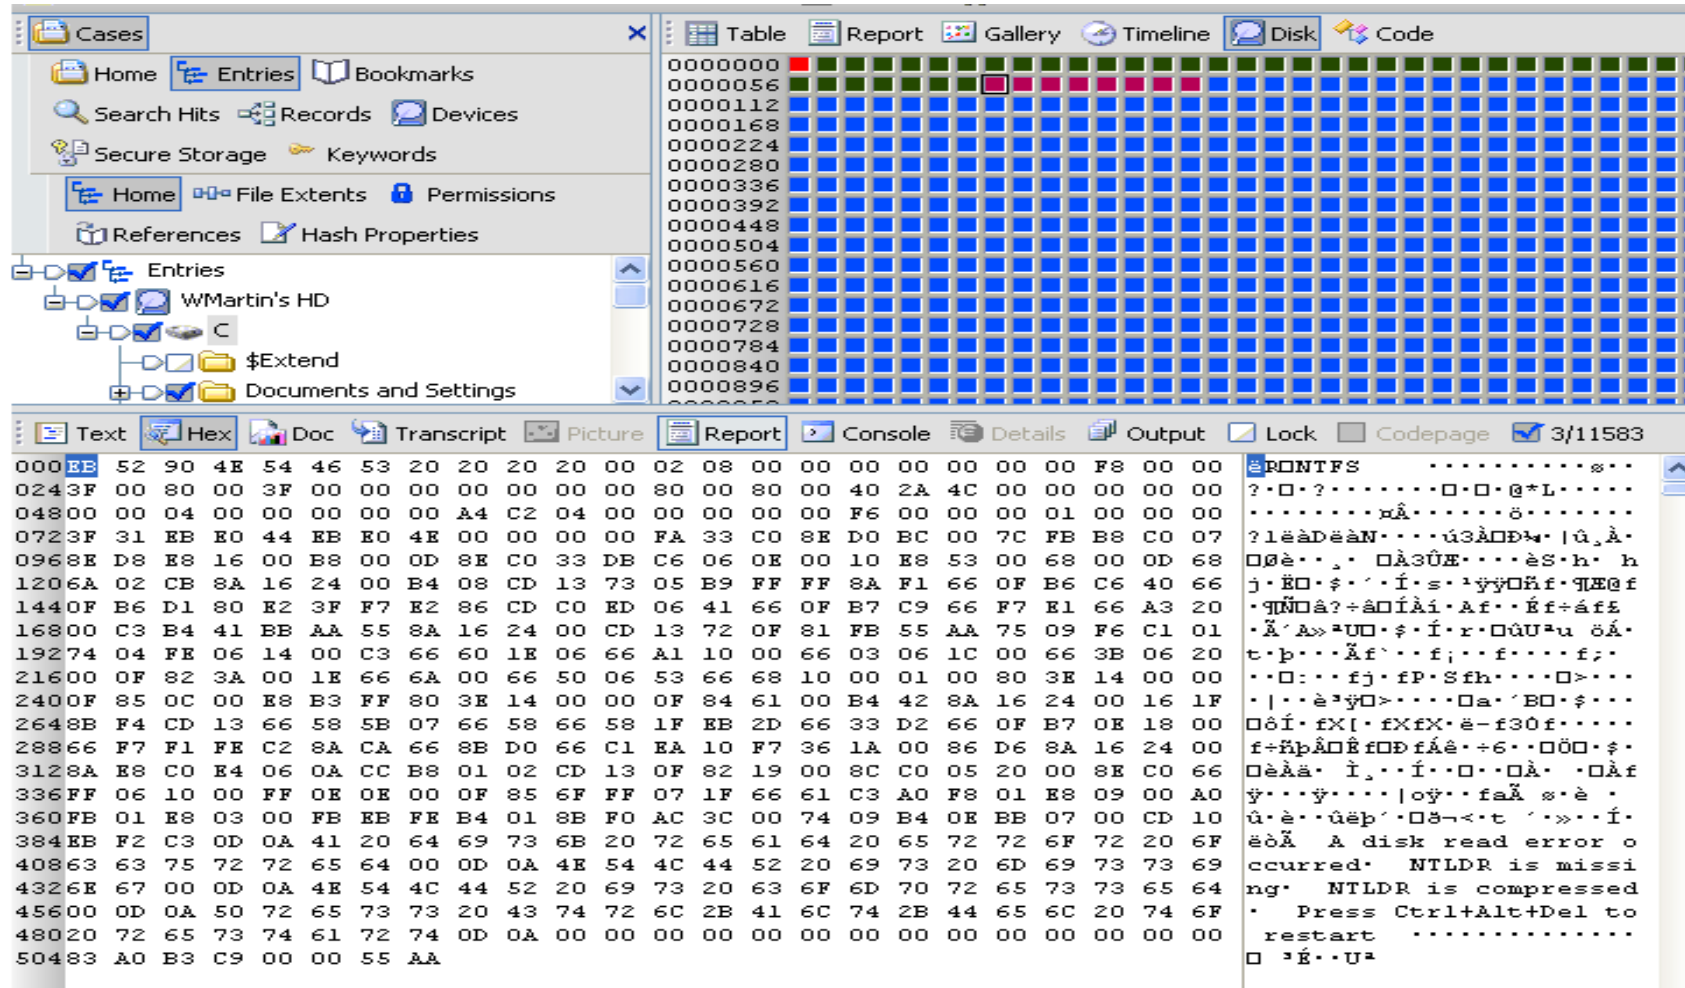 Cases
Home Entries Bookmarks
Search Hits Records Devices
Secure Storage Keywords
Home File Extents Permissions
References Hash Properties
Entries
WMartin's HD
C
$Extend
Documents and Settings
Table Report Gallery Timeline Disk Code
0000000
0000056
0000112
0000168
0000224
0000280
0000336
0000392
0000448
0000504
0000560
0000616
0000672
0000728
0000784
0000840
0000896
Text Hex Doc Transcript Picture Report Console Details Output Lock Codepage 3/11583
000 EB 52 90 4E 54 46 53 20 20 20 20 00 02 08 00 00 00 00 00 00 00 F8 00 00
024 3F 00 80 00 3F 00 00 00 00 00 00 00 80 00 80 00 40 2A 4C 00 00 00 00 00
048 00 00 04 00 00 00 00 00 A4 C2 04 00 00 00 00 00 F6 00 00 00 01 00 00 00
072 3F 31 EB E0 44 EB E0 4E 00 00 00 00 FA 33 C0 8E D0 BC 00 7C FB B8 C0 07
096 8E D8 E8 16 00 B8 00 0D 8E C0 33 DB C6 06 0E 00 10 E8 53 00 68 00 0D 68
120 6A 02 CB 8A 16 24 00 B4 08 CD 13 73 05 B9 FF FF 8A F1 66 0F B6 C6 40 66
144 0F B6 D1 80 E2 3F F7 E2 86 CD C0 ED 06 41 66 0F B7 C9 66 F7 E1 66 A3 20
168 00 C3 B4 41 BB AA 55 8A 16 24 00 CD 13 72 0F 81 FB 55 AA 75 09 F6 C1 01
192 74 04 FE 06 14 00 C3 66 60 1E 06 66 A1 10 00 66 03 06 1C 00 66 3B 06 20
216 00 0F 82 3A 00 1E 66 6A 00 66 50 06 53 66 68 10 00 01 00 80 3E 14 00 00
240 0F 85 0C 00 E8 B3 FF 80 3E 14 00 00 0F 84 61 00 B4 42 8A 16 24 00 16 1F
264 8B F4 CD 13 66 58 5B 07 66 58 66 58 1F EB 2D 66 33 D2 66 0F B7 0E 18 00
288 66 F7 F1 FE C2 8A CA 66 8B D0 66 C1 EA 10 F7 36 1A 00 86 D6 8A 16 24 00
312 8A E8 C0 E4 06 0A CC B8 01 02 CD 13 0F 82 19 00 8C C0 05 20 00 8E C0 66
336 FF 06 10 00 FF 0E 0E 00 0F 85 6F FF 07 1F 66 61 C3 A0 F8 01 E8 09 00 A0
360 FB 01 E8 03 00 FB EB FE B4 01 8B F0 AC 3C 00 74 09 B4 0E BB 07 00 CD 10
384 EB F2 C3 0D 0A 41 20 64 69 73 6B 20 72 65 61 64 20 65 72 72 6F 72 20 6F
408 63 63 75 72 72 65 64 00 0D 0A 4E 54 4C 44 52 20 69 73 20 6D 69 73 73 69
432 6E 67 00 0D 0A 4E 54 4C 44 52 20 69 73 20 63 6F 6D 70 72 65 73 73 65 64
456 00 0D 0A 50 72 65 73 73 20 43 74 72 6C 2B 41 6C 74 2B 44 65 6C 20 74 6F
480 20 72 65 73 74 61 72 74 0D 0A 00 00 00 00 00 00 00 00 00 00 00 00 00 00
504 83 A0 B3 C9 00 00 55 AA
NTFS
A disk read error o
ccurred· NTLDR is missi
ng· NTLDR is compressed
· Press Ctrl+Alt+Del to
restart